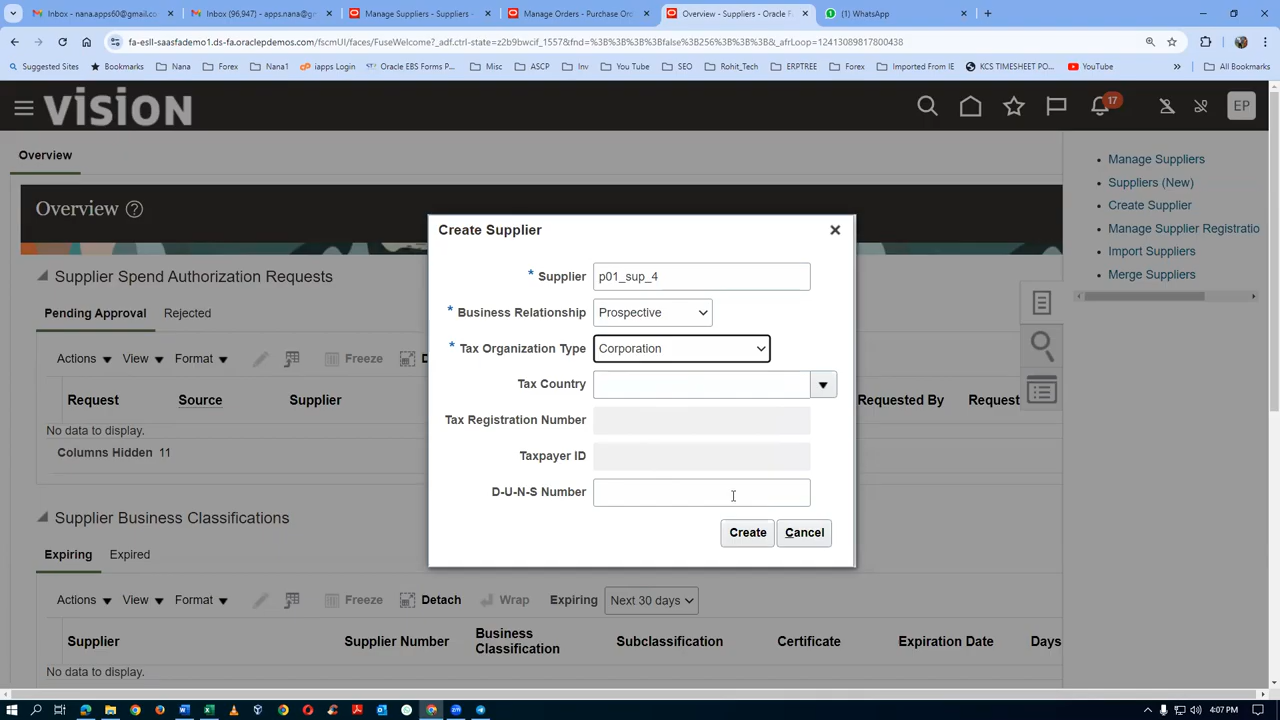 Inbox - nana.apps60@gmail.co
Inbox (96,947) - apps.nana@g
Manage Suppliers - Suppliers -
Manage Orders - Purchase Or
Overview - Suppliers - Oracle F
(1) WhatsApp
fa-esll-saasfademo1.ds-fa.oraclepdemos.com/fscmUI/faces/FuseWelcome?_adf.ctrl-state=z2b9bwcif_1557&fnd=%3B%3B%3B%3Bfalse%3B256%3B%3B%3B&_afrLoop=12413089817800438
Suggested Sites
Bookmarks
Nana
Forex
Nana1
iapps Login
Oracle EBS Forms P...
Misc
ASCP
Inv
You Tube
SEO
Rohit_Tech
ERPTREE
Forex
Imported From IE
KCS TIMESHEET PO...
YouTube
All Bookmarks
VISION
17
EP
Overview
Overview
Manage Suppliers
Suppliers (New)
Create Supplier
Manage Supplier Registratio
Import Suppliers
Merge Suppliers
Supplier Spend Authorization Requests
Pending Approval
Rejected
Actions
View
Format
Freeze
D
Request
Source
Supplier
Requested By
Request
No data to display.
Columns Hidden 11
Create Supplier
* Supplier p01_sup_4
* Business Relationship Prospective
* Tax Organization Type Corporation
Tax Country
Tax Registration Number
Taxpayer ID
D-U-N-S Number
Create
Cancel
Supplier Business Classifications
Expiring
Expired
Actions
View
Format
Freeze
Detach
Wrap
Expiring
Next 30 days
Supplier
Supplier Number
Business
Classification
Subclassification
Certificate
Expiration Date
Days
No data to display.
4:07 PM